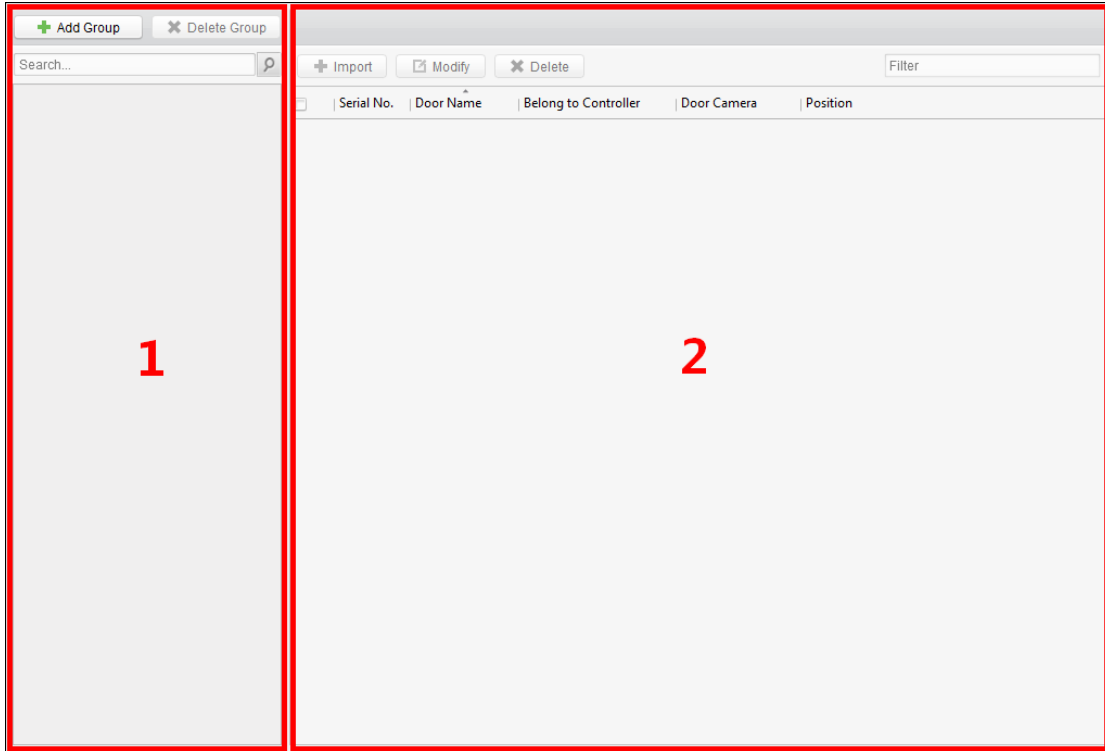 Add Group Delete Group
Search...
Import Modify Delete Filter
Serial No. Door Name Belong to Controller Door Camera Position
1
2